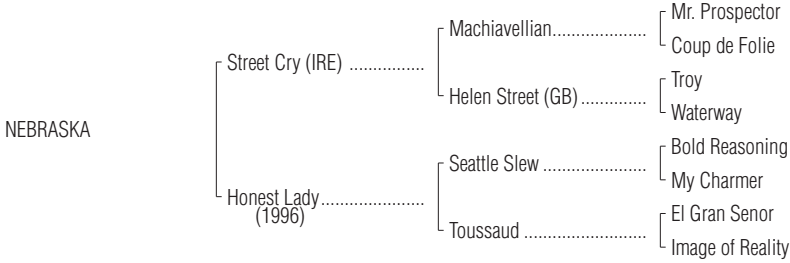 Mr. Prospector
Machiavellian....................
Coup de Folie
Street Cry (IRE) ................
Troy
Helen Street (GB) ..............
Waterway
NEBRASKA
Bold Reasoning
Seattle Slew ......................
My Charmer
Honest Lady......................
(1996)
El Gran Senor
Toussaud ..........................
Image of Reality